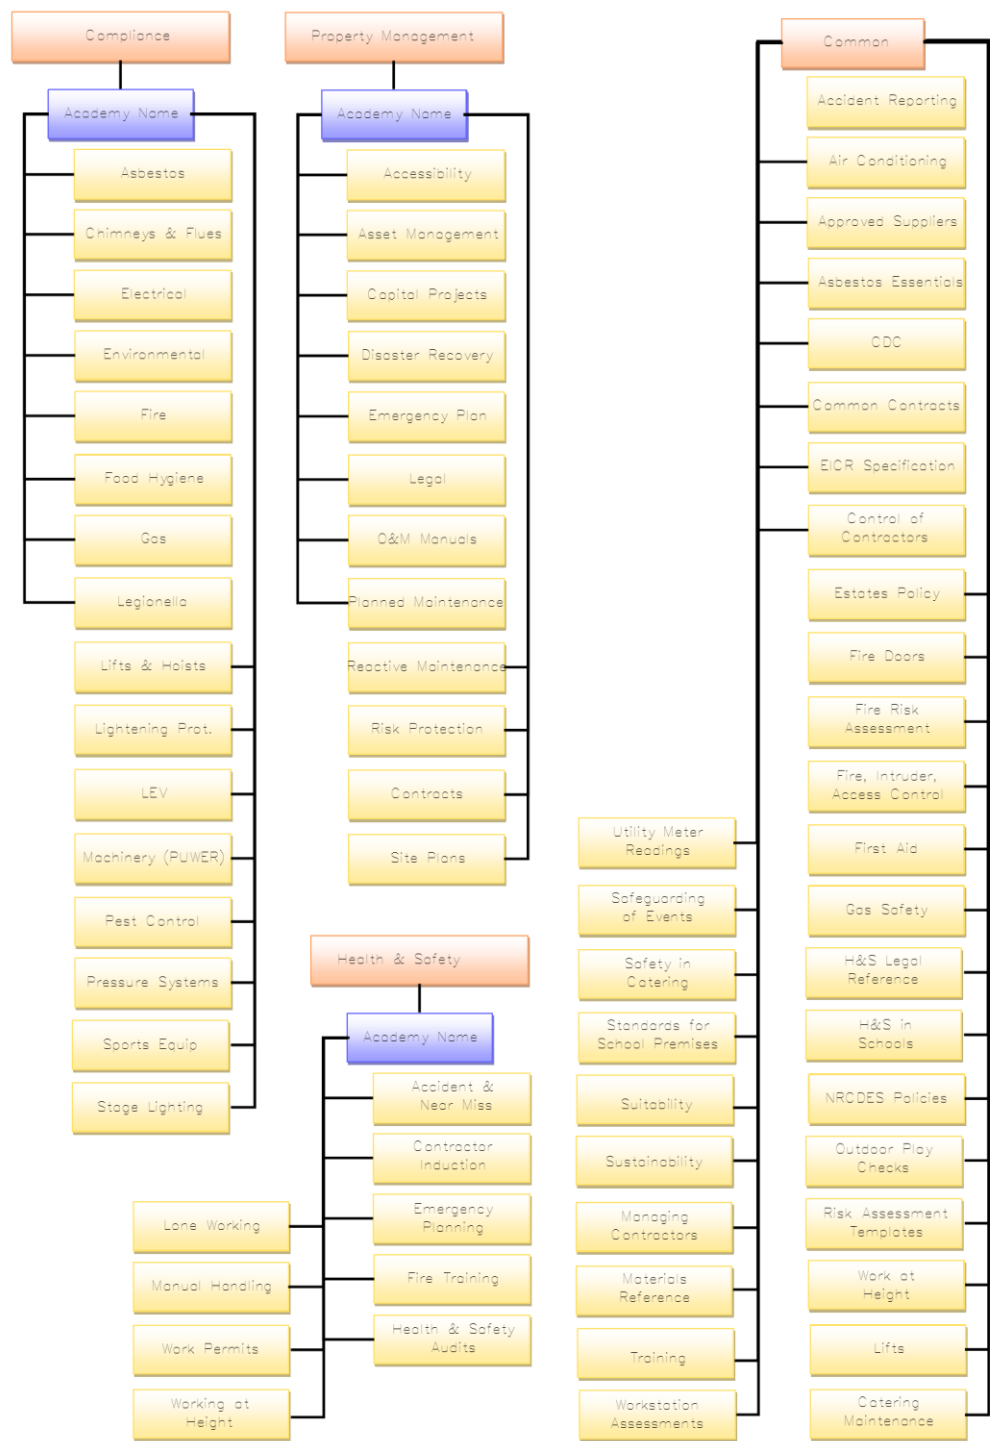 Compliance
Academy Name
Asbestos
Chimneys & Flues
Electrical
Environmental
Fire
Food Hygiene
Gas
Legionella
Lifts & Hoists
Lightening Prot.
LEV
Machinery (PUWER)
Pest Control
Pressure Systems
Sports Equip
Stage Lighting
Property Management
Academy Name
Accessibility
Asset Management
Capital Projects
Disaster Recovery
Emergency Plan
Legal
O&M Manuals
Planned Maintenance
Reactive Maintenance
Risk Protection
Contracts
Site Plans
Health & Safety
Academy Name
Accident &
Near Miss
Contractor
Induction
Emergency
Planning
Fire Training
Health & Safety
Audits
Lone Working
Manual Handling
Work Permits
Working at
Height
Common
Accident Reporting
Air Conditioning
Approved Suppliers
Asbestos Essentials
CDC
Common Contracts
EICR Specification
Control of
Contractors
Estates Policy
Fire Doors
Fire Risk
Assessment
Fire, Intruder,
Access Control
First Aid
Gas Safety
H&S Legal
Reference
H&S in
Schools
NRCDES Policies
Outdoor Play
Checks
Risk Assessment
Templates
Work at
Height
Lifts
Catering
Maintenance
Utility Meter
Readings
Safeguarding
of Events
Safety in
Catering
Standards for
School Premises
Suitability
Sustainability
Managing
Contractors
Materials
Reference
Training
Workstation
Assessments